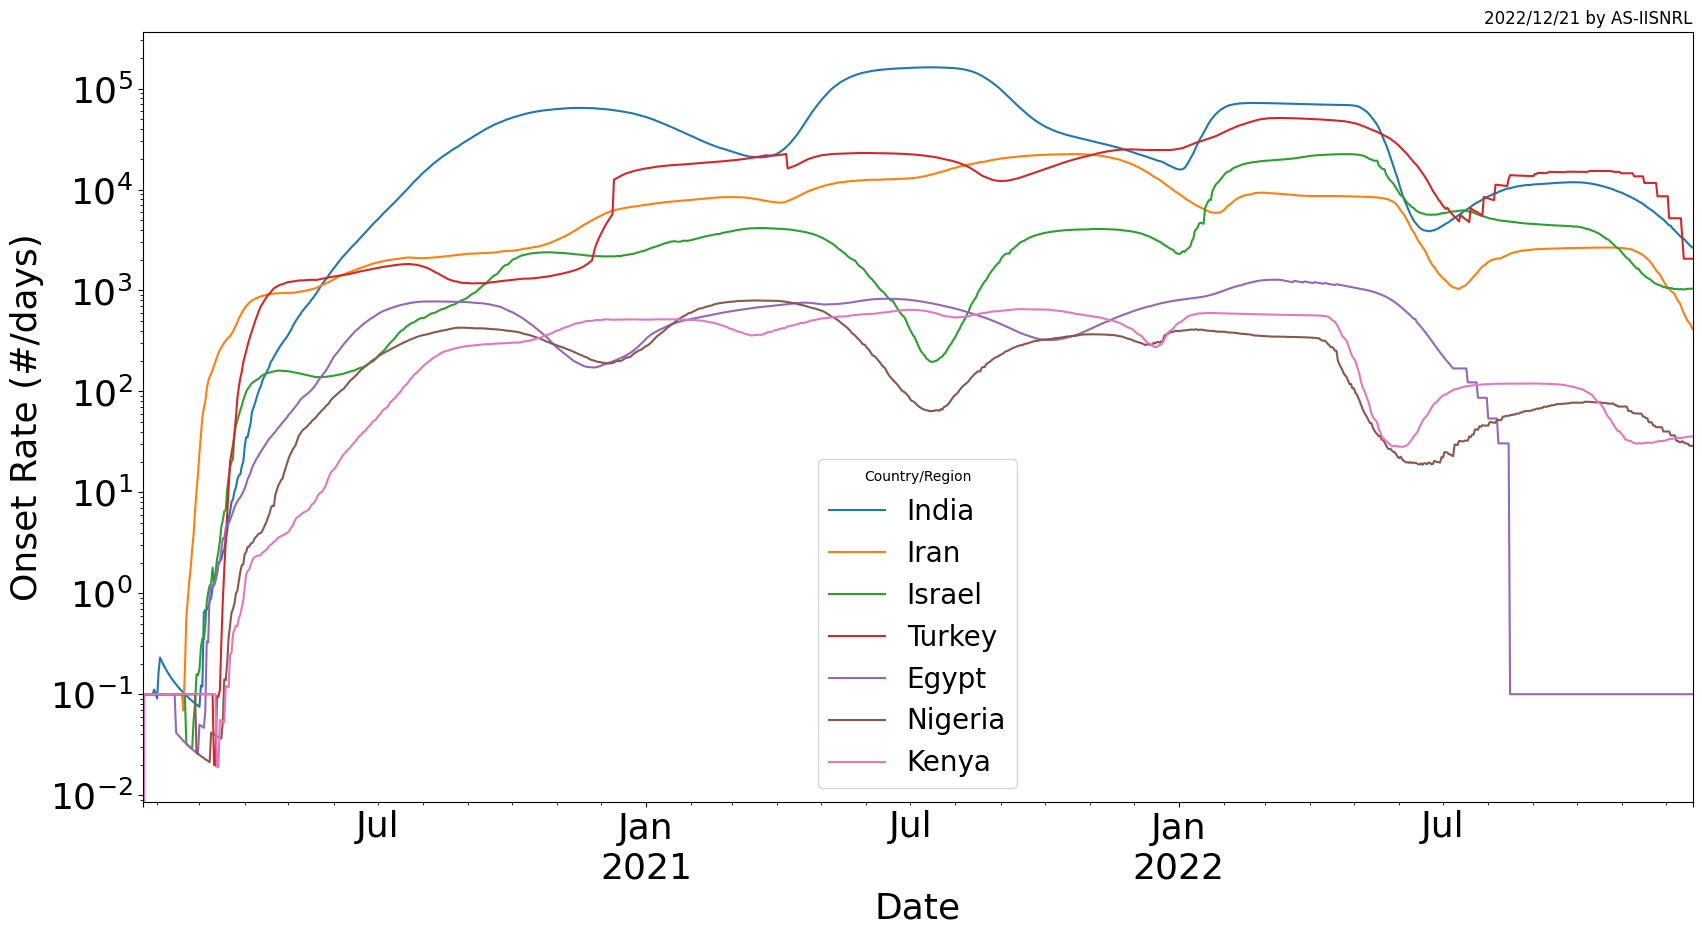 2022/12/21 by AS-IISNRL
Onset Rate (#/days)
10^5
10^4
10^3
10^2
10^1
10^0
10^−1
10^−2
Country/Region
India
Iran
Israel
Turkey
Egypt
Nigeria
Kenya
Jul Jan Jul Jan Jul
2021 2022
Date